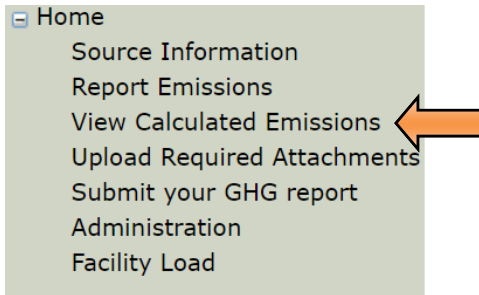 Home
Source Information
Report Emissions
View Calculated Emissions
Upload Required Attachments
Submit your GHG report
Administration
Facility Load